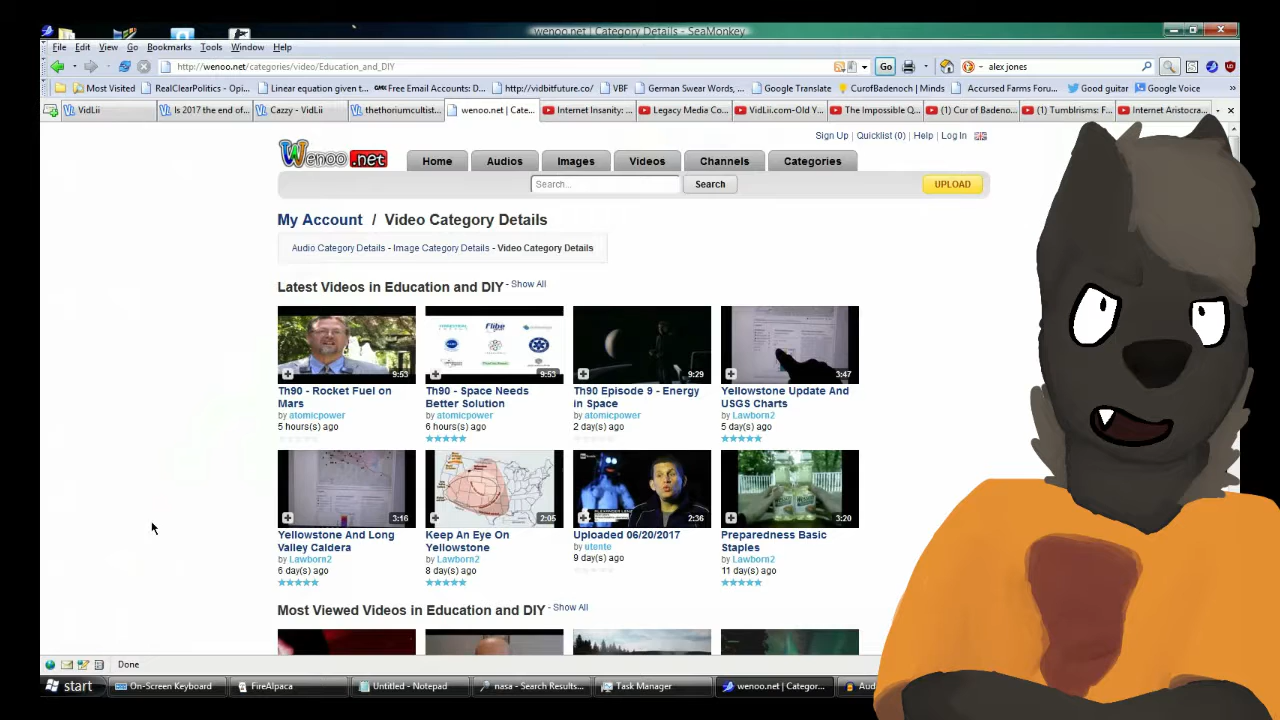 wenoo.net | Category Details - SeaMonkey
File Edit View Go Bookmarks Tools Window Help
http://wenoo.net/categories/video/Education_and_DIY
Go
alex jones
Most Visited RealClearPolitics - Opi... Linear equation given t... Free Email Accounts: D... http://vidbitfuture.co/ VBF German Swear Words, ... Google Translate CurofBadenoch | Minds Accursed Farms Forum... Good guitar Google Voice
VidLii Is 2017 the end of... Cazzy - VidLii thethoriumcultist... wenoo.net | Cate... Internet Insanity: ... Legacy Media Co... VidLii.com-Old Y... The Impossible Q... (1) Cur of Badeno... (1) Tumblrisms: F... Internet Aristocra...
Sign Up | Quicklist (0) | Help | Log In
Wenoo .net
Home Audios Images Videos Channels Categories
Search... Search UPLOAD
My Account / Video Category Details
Audio Category Details - Image Category Details - Video Category Details
Latest Videos in Education and DIY - Show All
9:53 9:53 9:29 3:47
Th90 - Rocket Fuel on Mars
by atomicpower
5 hours(s) ago
Th90 - Space Needs Better Solution
by atomicpower
6 hours(s) ago
Th90 Episode 9 - Energy in Space
by atomicpower
2 day(s) ago
Yellowstone Update And USGS Charts
by Lawborn2
5 day(s) ago
3:16 2:05 2:36 3:20
Yellowstone And Long Valley Caldera
by Lawborn2
6 day(s) ago
Keep An Eye On Yellowstone
by Lawborn2
8 day(s) ago
Uploaded 06/20/2017
by utente
9 day(s) ago
Preparedness Basic Staples
by Lawborn2
11 day(s) ago
Most Viewed Videos in Education and DIY - Show All
Done
start On-Screen Keyboard FireAlpaca Untitled - Notepad nasa - Search Results... Task Manager wenoo.net | Categor... Aud